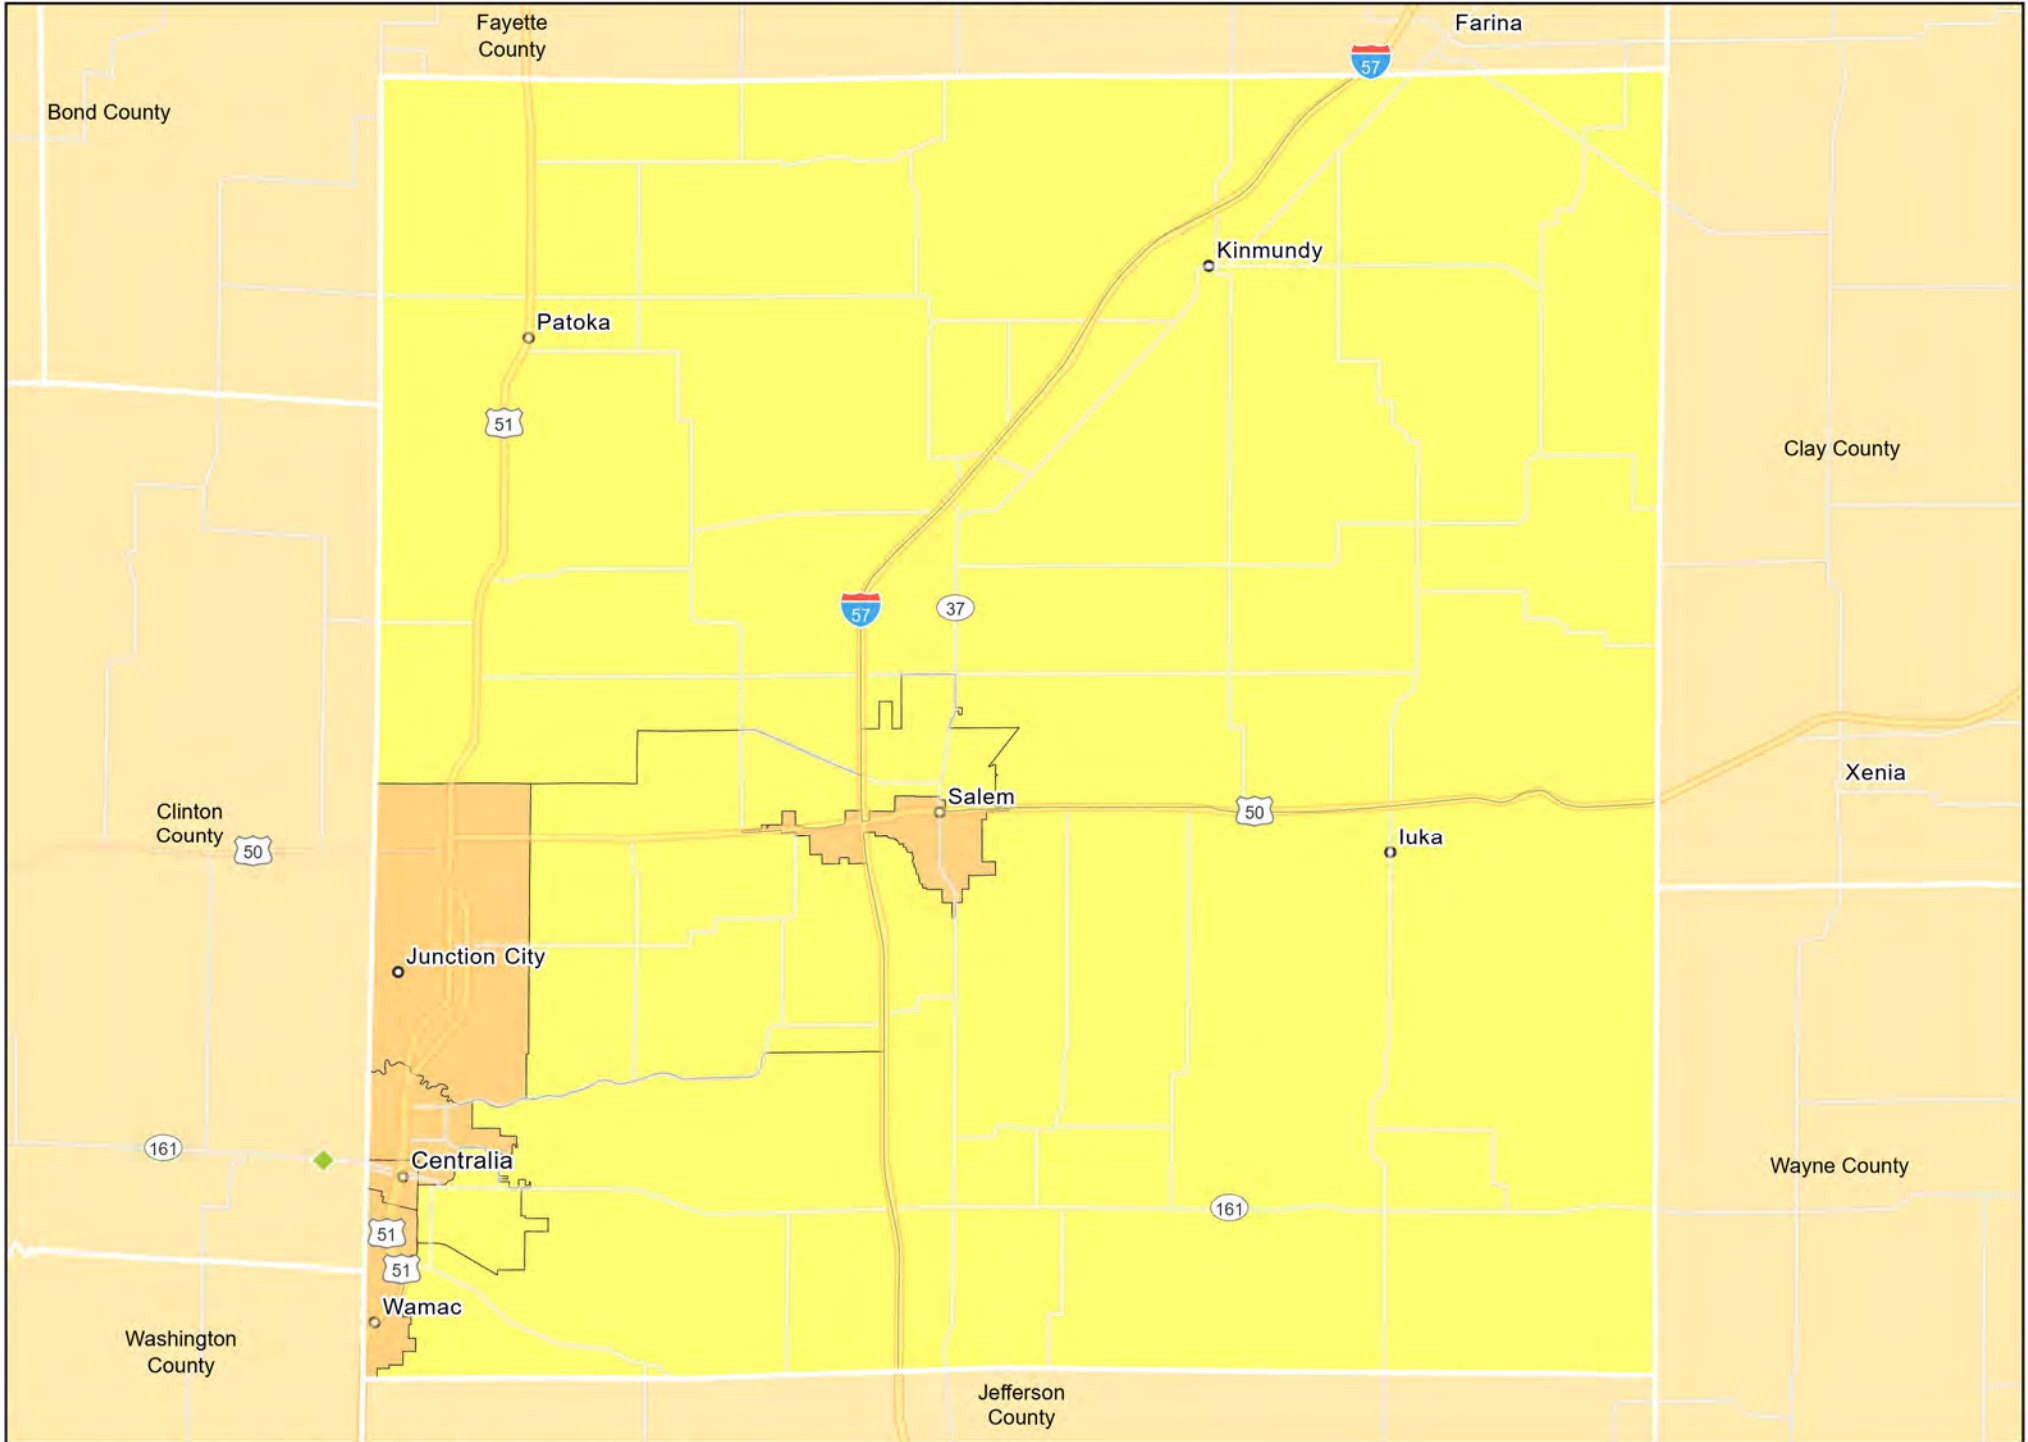 Fayette
County
Farina
57
Bond County
Kinmundy
Patoka
51
Clay County
57
37
Xenia
Salem
50
Clinton
County
50
Iuka
Junction City
161
Centralia
Wayne County
161
51
51
Wamac
Washington
County
Jefferson
County